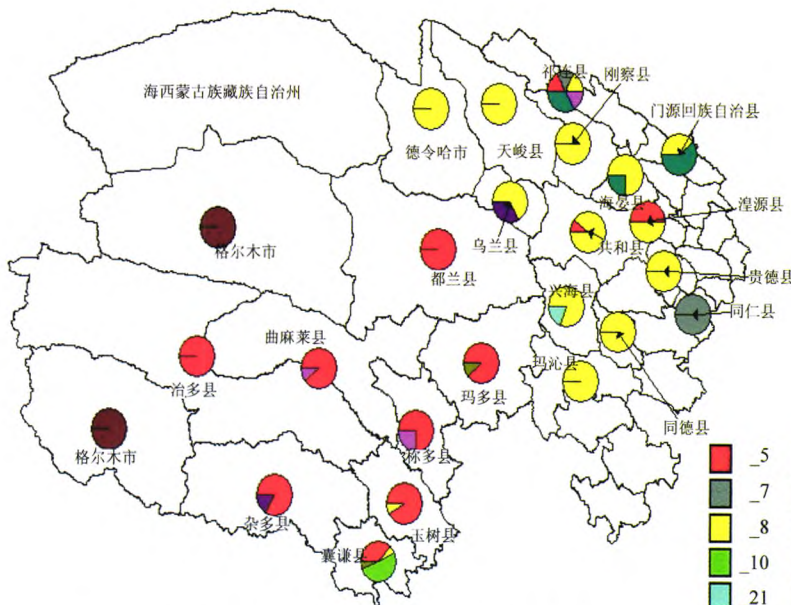 祁连县
刚察县
海西蒙古族藏族自治州
门源回族自治县
德令哈市
天峻县
海晏县
湟源县
乌兰县
共和县
格尔木市
都兰县
贵德县
兴海县
同仁县
曲麻莱县
治多县
玛多县
玛沁县
同德县
格尔木市
称多县
_5
_7
杂多县
玉树县
_8
囊谦县
_10
21